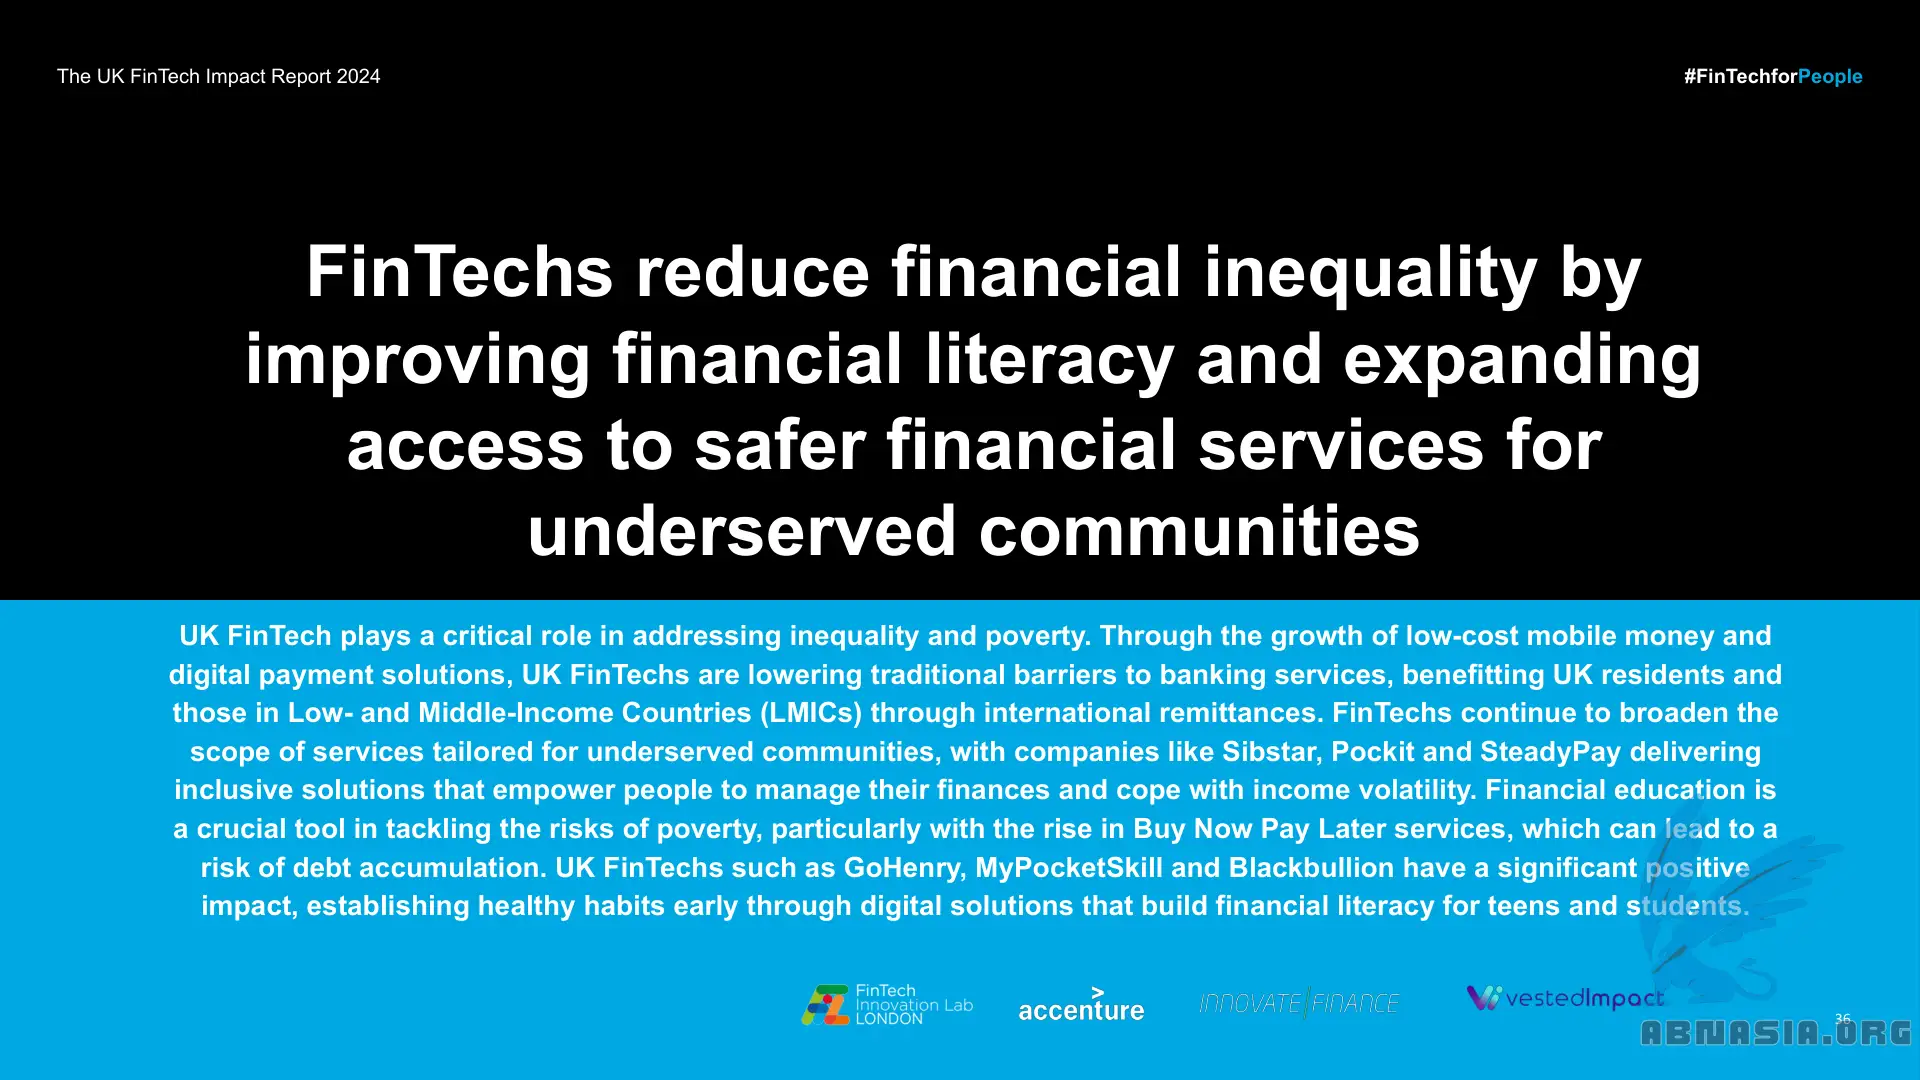 The UK FinTech Impact Report 2024
#FinTechforPeople
FinTechs reduce financial inequality by
improving financial literacy and expanding
access to safer financial services for
underserved communities
UK FinTech plays a critical role in addressing inequality and poverty. Through the growth of low-cost mobile money and
digital payment solutions, UK FinTechs are lowering traditional barriers to banking services, benefitting UK residents and
those in Low- and Middle-Income Countries (LMICs) through international remittances. FinTechs continue to broaden the
scope of services tailored for underserved communities, with companies like Sibstar, Pockit and SteadyPay delivering
inclusive solutions that empower people to manage their finances and cope with income volatility. Financial education is
a crucial tool in tackling the risks of poverty, particularly with the rise in Buy Now Pay Later services, which can lead to a
risk of debt accumulation. UK FinTechs such as GoHenry, MyPocketSkill and Blackbullion have a significant positive
impact, establishing healthy habits early through digital solutions that build financial literacy for teens and students.
FinTech
Innovation Lab
LONDON
accenture
INNOVATE FINANCE
vestedImpact
36
ABNASIA.ORG